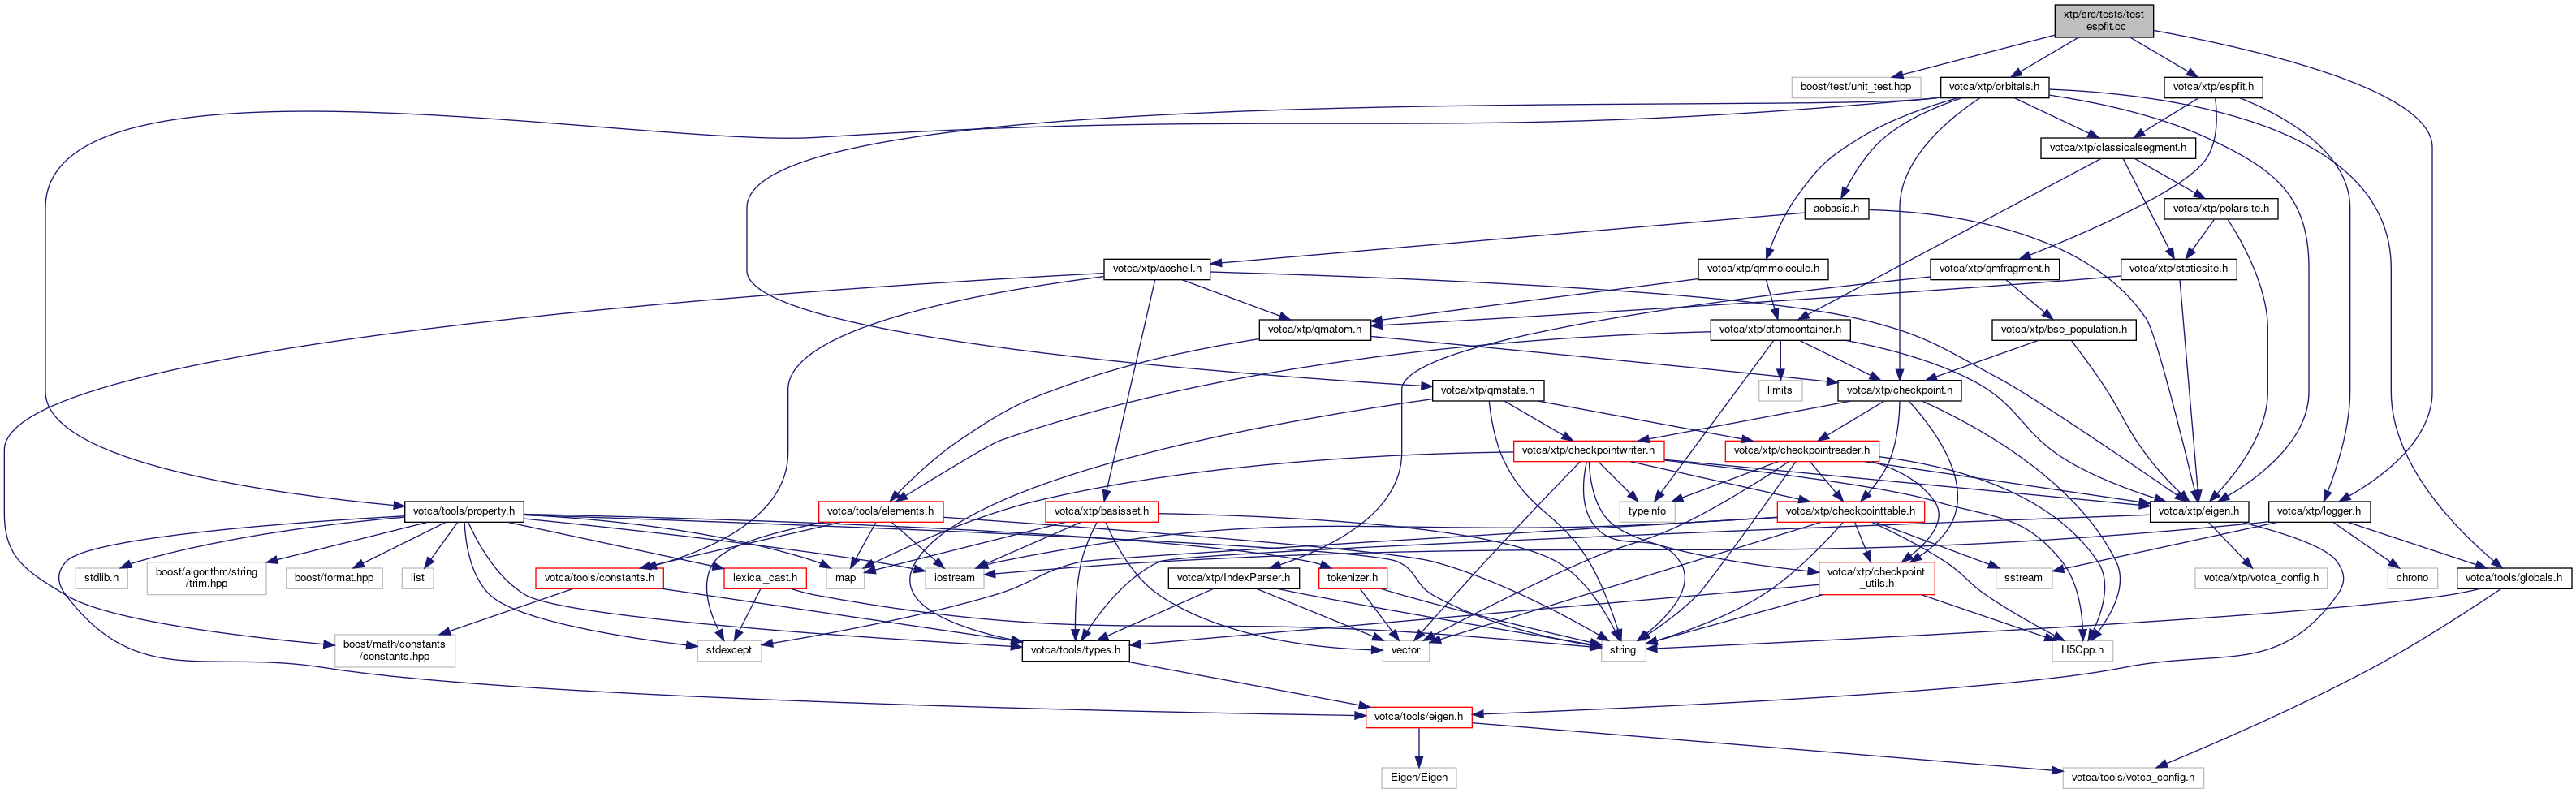 xtp/src/tests/test
_espfit.cc
boost/test/unit_test.hpp
votca/xtp/orbitals.h
votca/xtp/espfit.h
votca/xtp/classicalsegment.h
aobasis.h
votca/xtp/polarsite.h
votca/xtp/aoshell.h
votca/xtp/qmmolecule.h
votca/xtp/qmfragment.h
votca/xtp/staticsite.h
votca/xtp/qmatom.h
votca/xtp/atomcontainer.h
votca/xtp/bse_population.h
votca/xtp/qmstate.h
limits
votca/xtp/checkpoint.h
votca/xtp/checkpointwriter.h
votca/xtp/checkpointreader.h
votca/tools/property.h
votca/tools/elements.h
votca/xtp/basisset.h
typeinfo
votca/xtp/checkpointtable.h
votca/xtp/eigen.h
votca/xtp/logger.h
stdlib.h
boost/algorithm/string
/trim.hpp
boost/format.hpp
list
votca/tools/constants.h
lexical_cast.h
map
iostream
votca/xtp/IndexParser.h
tokenizer.h
votca/xtp/checkpoint
_utils.h
sstream
votca/xtp/votca_config.h
chrono
votca/tools/globals.h
boost/math/constants
/constants.hpp
stdexcept
votca/tools/types.h
vector
string
H5Cpp.h
votca/tools/eigen.h
Eigen/Eigen
votca/tools/votca_config.h